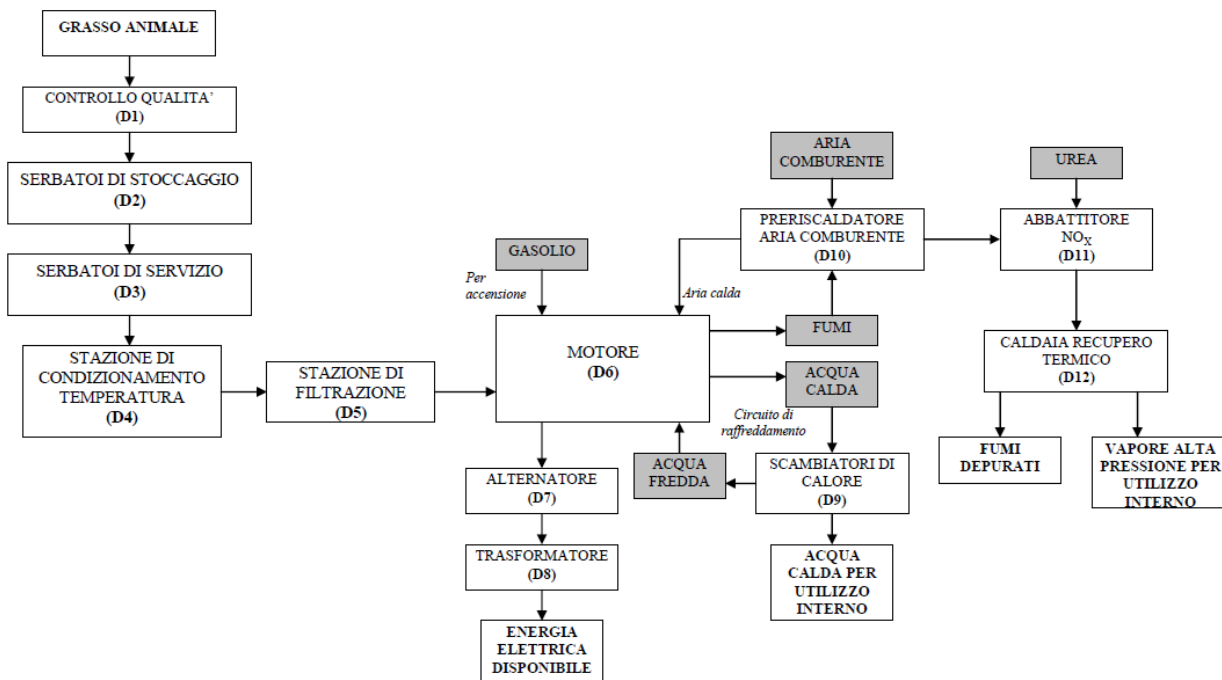 GRASSO ANIMALE
CONTROLLO QUALITA'
(D1)
SERBATOI DI STOCCAGGIO
(D2)
SERBATOI DI SERVIZIO
(D3)
STAZIONE DI
CONDIZIONAMENTO
TEMPERATURA
(D4)
STAZIONE DI
FILTRAZIONE
(D5)
GASOLIO
Per
accensione
MOTORE
(D6)
ALTERNATORE
(D7)
TRASFORMATORE
(D8)
ENERGIA
ELETTRICA
DISPONIBILE
ARIA
COMBURENTE
PRERISCALDATORE
ARIA COMBURENTE
(D10)
Aria calda
FUMI
ACQUA
CALDA
Circuito di
raffreddamento
ACQUA
FREDDA
SCAMBIATORI DI
CALORE
(D9)
ACQUA
CALDA PER
UTILIZZO
INTERNO
UREA
ABBATTITORE
NOX
(D11)
CALDAIA RECUPERO
TERMICO
(D12)
FUMI
DEPURATI
VAPORE ALTA
PRESSIONE PER
UTILIZZO
INTERNO